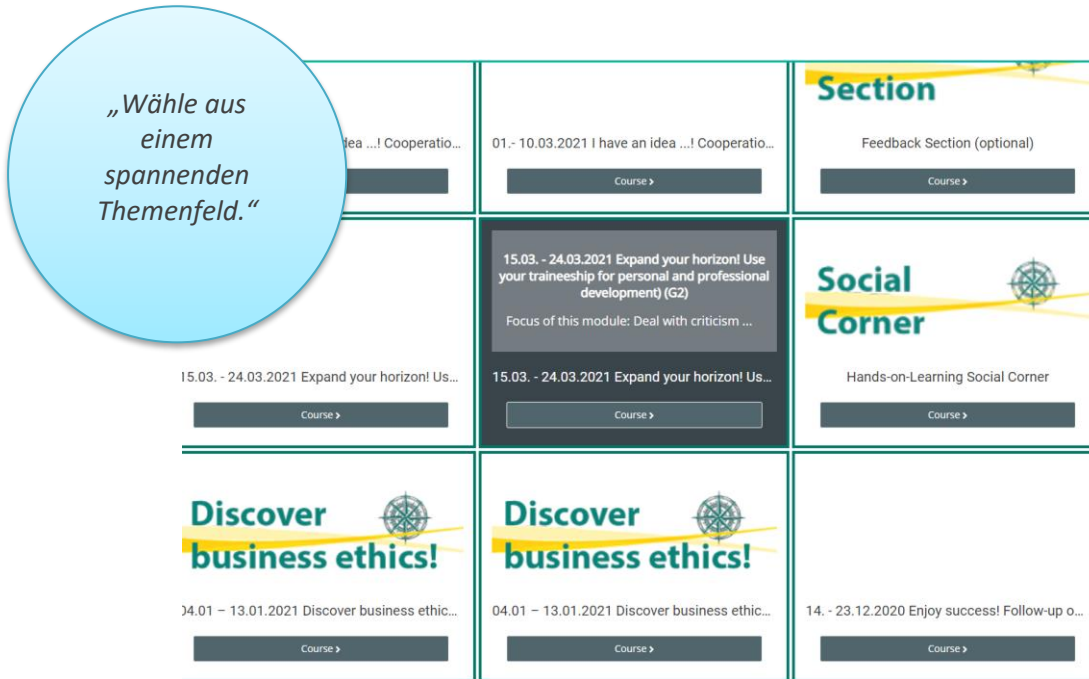 „Wähle aus
einem
spannenden
Themenfeld.“
dea ...! Cooperatio...
01.- 10.03.2021 I have an idea ...! Cooperatio...
Course >
Section
Feedback Section (optional)
Course >
15.03. - 24.03.2021 Expand your horizon! Us...
Course >
15.03. - 24.03.2021 Expand your horizon! Use
your traineeship for personal and professional
development) (G2)
Focus of this module: Deal with criticism ...
15.03. - 24.03.2021 Expand your horizon! Us...
Course >
Social
Corner
Hands-on-Learning Social Corner
Course >
Discover
business ethics!
04.01 – 13.01.2021 Discover business ethic...
Course >
Discover
business ethics!
04.01 – 13.01.2021 Discover business ethic...
Course >
14. - 23.12.2020 Enjoy success! Follow-up o...
Course >